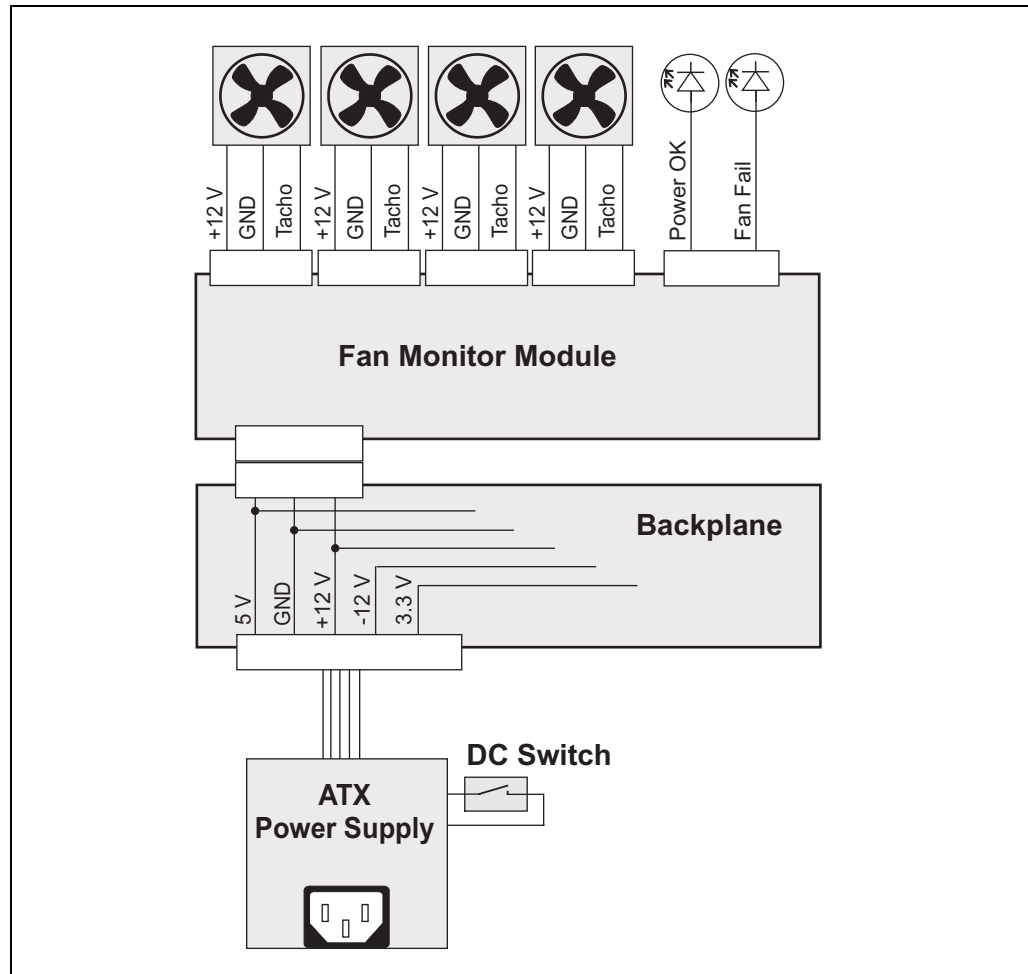 +12 V GND Tacho +12 V GND Tacho +12 V GND Tacho +12 V GND Tacho Power OK Fan Fail
Fan Monitor Module
Backplane
5 V GND +12 V -12 V 3.3 V
DC Switch
ATX
Power Supply